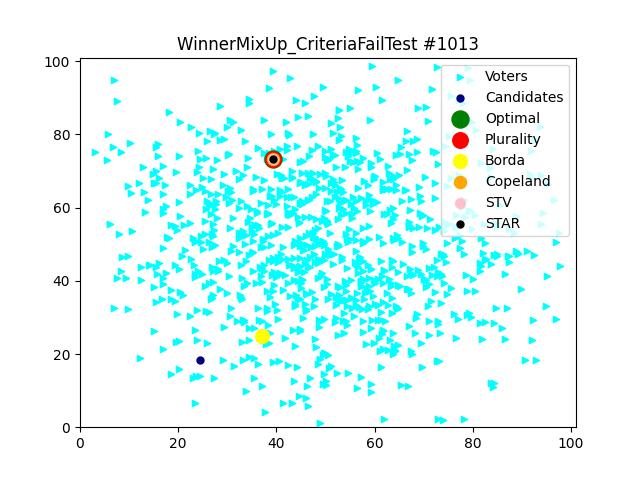 WinnerMixUp_CriteriaFailTest #1013
100
80
60
40
20
0
0 20 40 60 80 100
Voters
Candidates
Optimal
Plurality
Borda
Copeland
STV
STAR